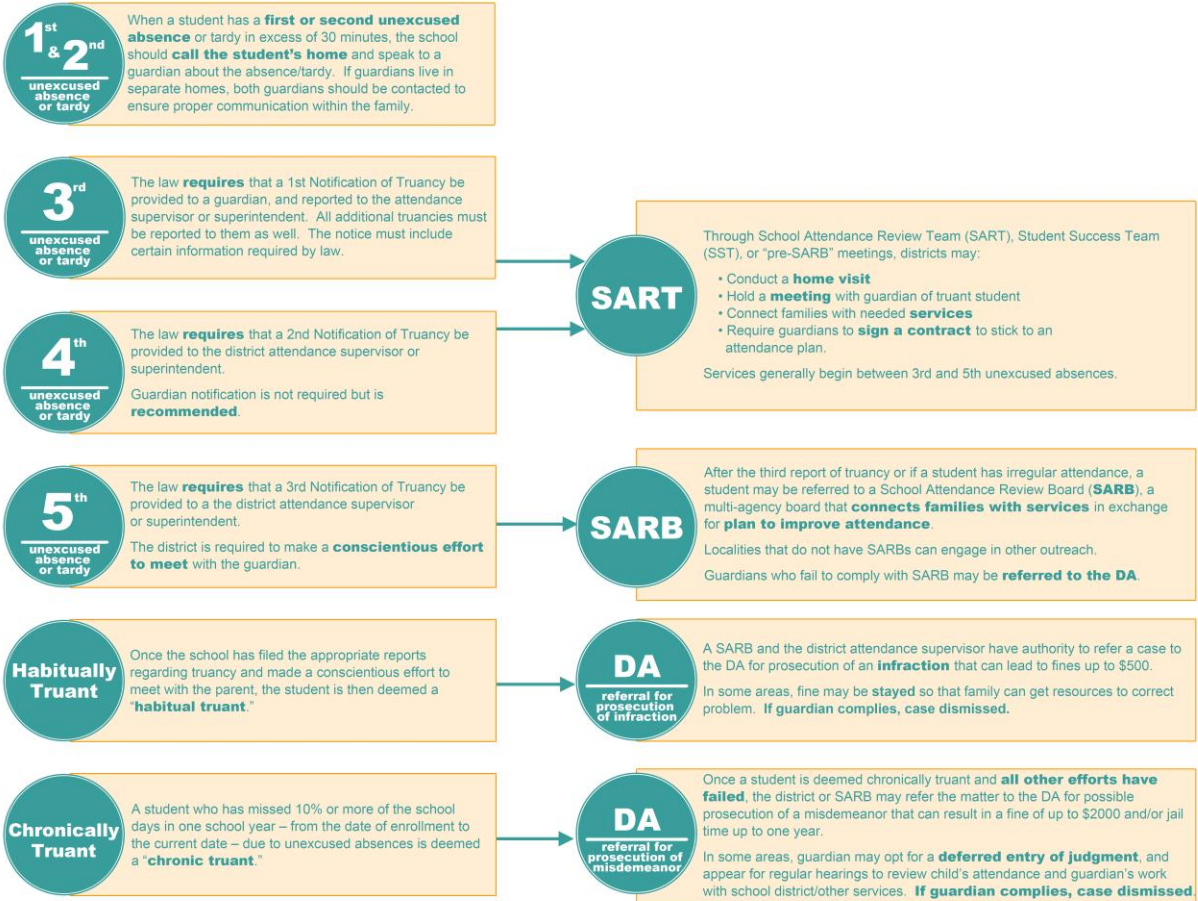 1st
& 2nd
unexcused
absence
or tardy
When a student has a first or second unexcused
absence or tardy in excess of 30 minutes, the school
should call the student's home and speak to a
guardian about the absence/tardy. If guardians live in
separate homes, both guardians should be contacted to
ensure proper communication within the family.
3rd
unexcused
absence
or tardy
The law requires that a 1st Notification of Truancy be
provided to a guardian, and reported to the attendance
supervisor or superintendent. All additional truancies must
be reported to them as well. The notice must include
certain information required by law.
4th
unexcused
absence
or tardy
The law requires that a 2nd Notification of Truancy be
provided to the district attendance supervisor or
superintendent.
Guardian notification is not required but is
recommended.
SART
Through School Attendance Review Team (SART), Student Success Team
(SST), or “pre-SARB” meetings, districts may:
• Conduct a home visit
• Hold a meeting with guardian of truant student
• Connect families with needed services
• Require guardians to sign a contract to stick to an
attendance plan.
Services generally begin between 3rd and 5th unexcused absences.
5th
unexcused
absence
or tardy
The law requires that a 3rd Notification of Truancy be
provided to a the district attendance supervisor
or superintendent.
The district is required to make a conscientious effort
to meet with the guardian.
SARB
After the third report of truancy or if a student has irregular attendance, a
student may be referred to a School Attendance Review Board (SARB), a
multi-agency board that connects families with services in exchange
for plan to improve attendance.
Localities that do not have SARBs can engage in other outreach.
Guardians who fail to comply with SARB may be referred to the DA.
Habitually
Truant
Once the school has filed the appropriate reports
regarding truancy and made a conscientious effort to
meet with the parent, the student is then deemed a
“habitual truant.”
DA
referral for
prosecution
of infraction
A SARB and the district attendance supervisor have authority to refer a case to
the DA for prosecution of an infraction that can lead to fines up to $500.
In some areas, fine may be stayed so that family can get resources to correct
problem. If guardian complies, case dismissed.
Chronically
Truant
A student who has missed 10% or more of the school
days in one school year – from the date of enrollment to
the current date – due to unexcused absences is deemed
a “chronic truant.”
DA
referral for
prosecution of
misdemeanor
Once a student is deemed chronically truant and all other efforts have
failed, the district or SARB may refer the matter to the DA for possible
prosecution of a misdemeanor that can result in a fine of up to $2000 and/or jail
time up to one year.
In some areas, guardian may opt for a deferred entry of judgment, and
appear for regular hearings to review child's attendance and guardian's work
with school district/other services. If guardian complies, case dismissed.